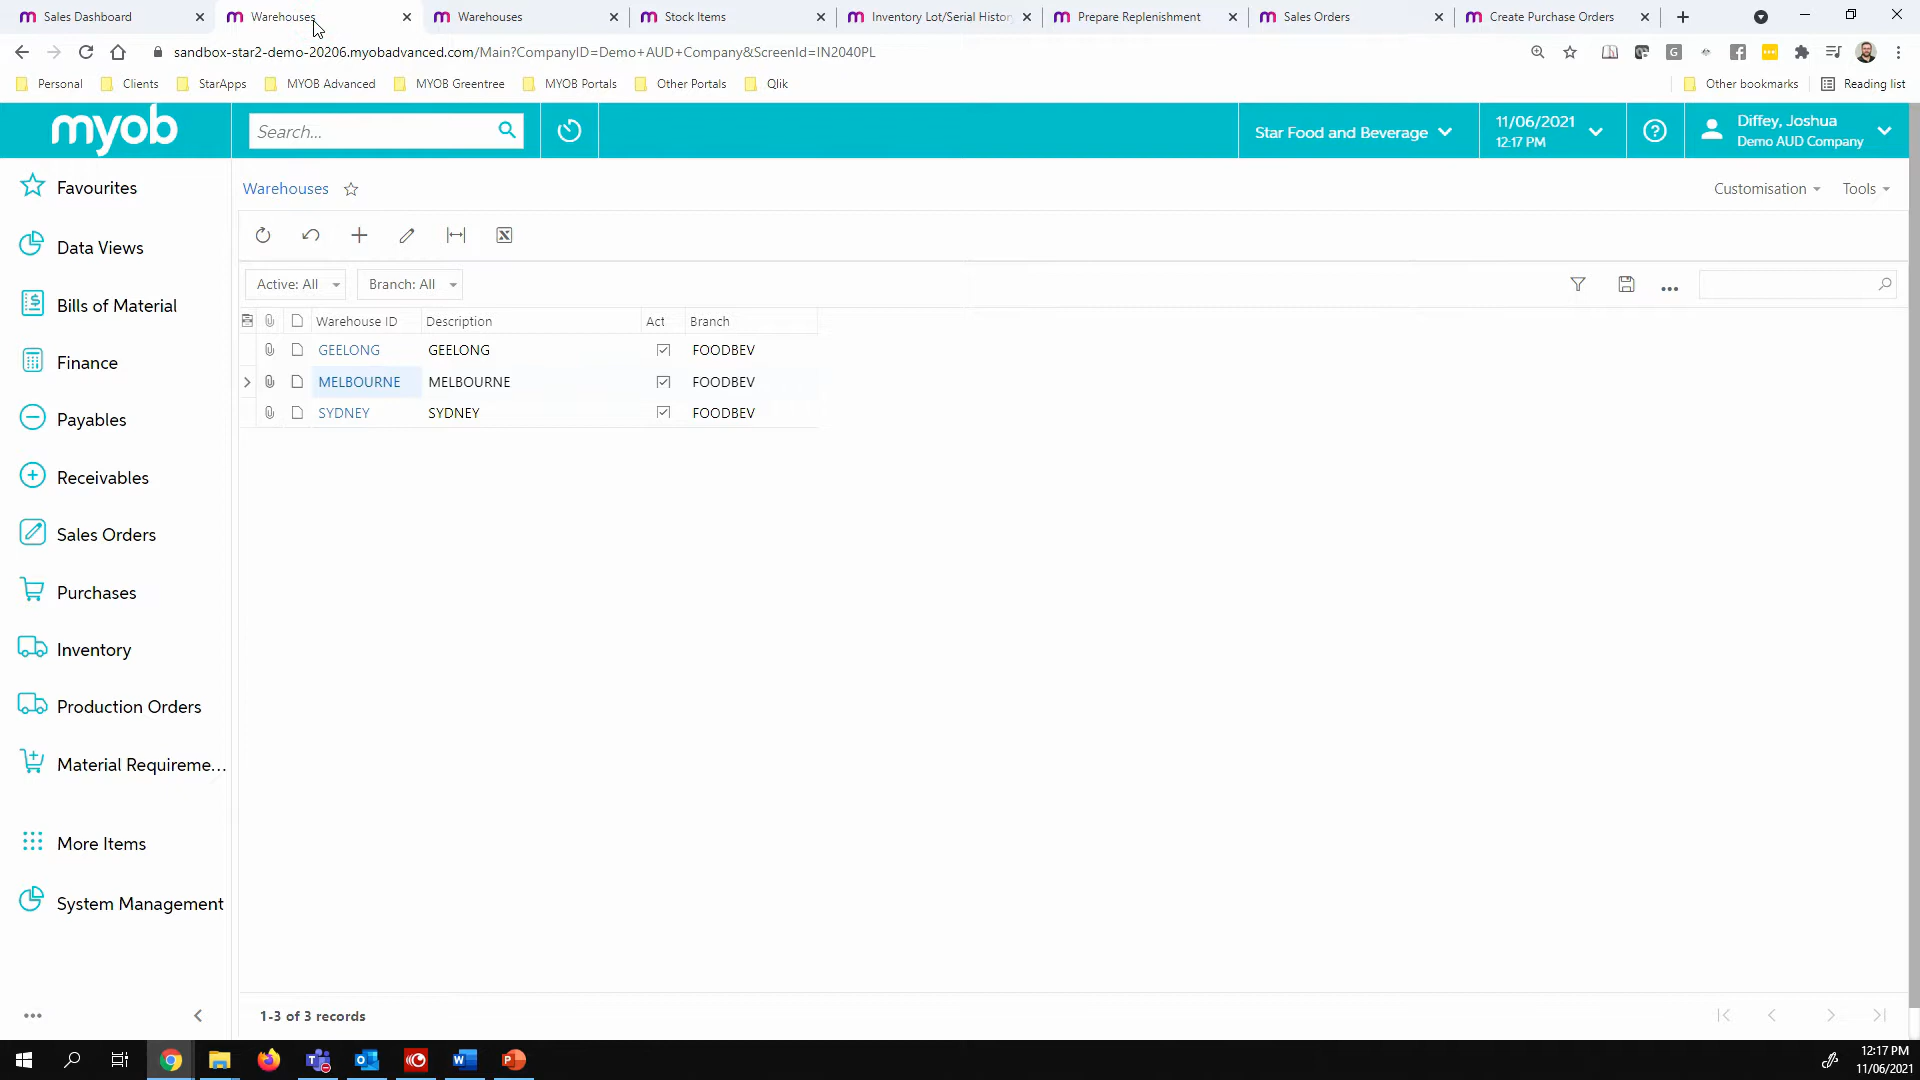 Sales Dashboard
Warehouses
Warehouses
Stock Items
Inventory Lot/Serial Histor
Prepare Replenishment
Sales Orders
Create Purchase Orders
sandbox-star2-demo-20206.myobadvanced.com/Main?CompanyID=Demo+AUD+Company&ScreenId=IN2040PL
Personal
Clients
StarApps
MYOB Advanced
MYOB Greentree
MYOB Portals
Other Portals
Qlik
Other bookmarks
Reading list
myob
Search...
Star Food and Beverage
11/06/2021
12:17 PM
Diffey, Joshua
Demo AUD Company
Favourites
Data Views
Bills of Material
Finance
Payables
Receivables
Sales Orders
Purchases
Inventory
Production Orders
Material Requireme...
More Items
System Management
Warehouses
Customisation
Tools
Active: All
Branch: All
Warehouse ID Description Act Branch
GEELONG GEELONG FOODBEV
MELBOURNE MELBOURNE FOODBEV
SYDNEY SYDNEY FOODBEV
1-3 of 3 records
12:17 PM
11/06/2021